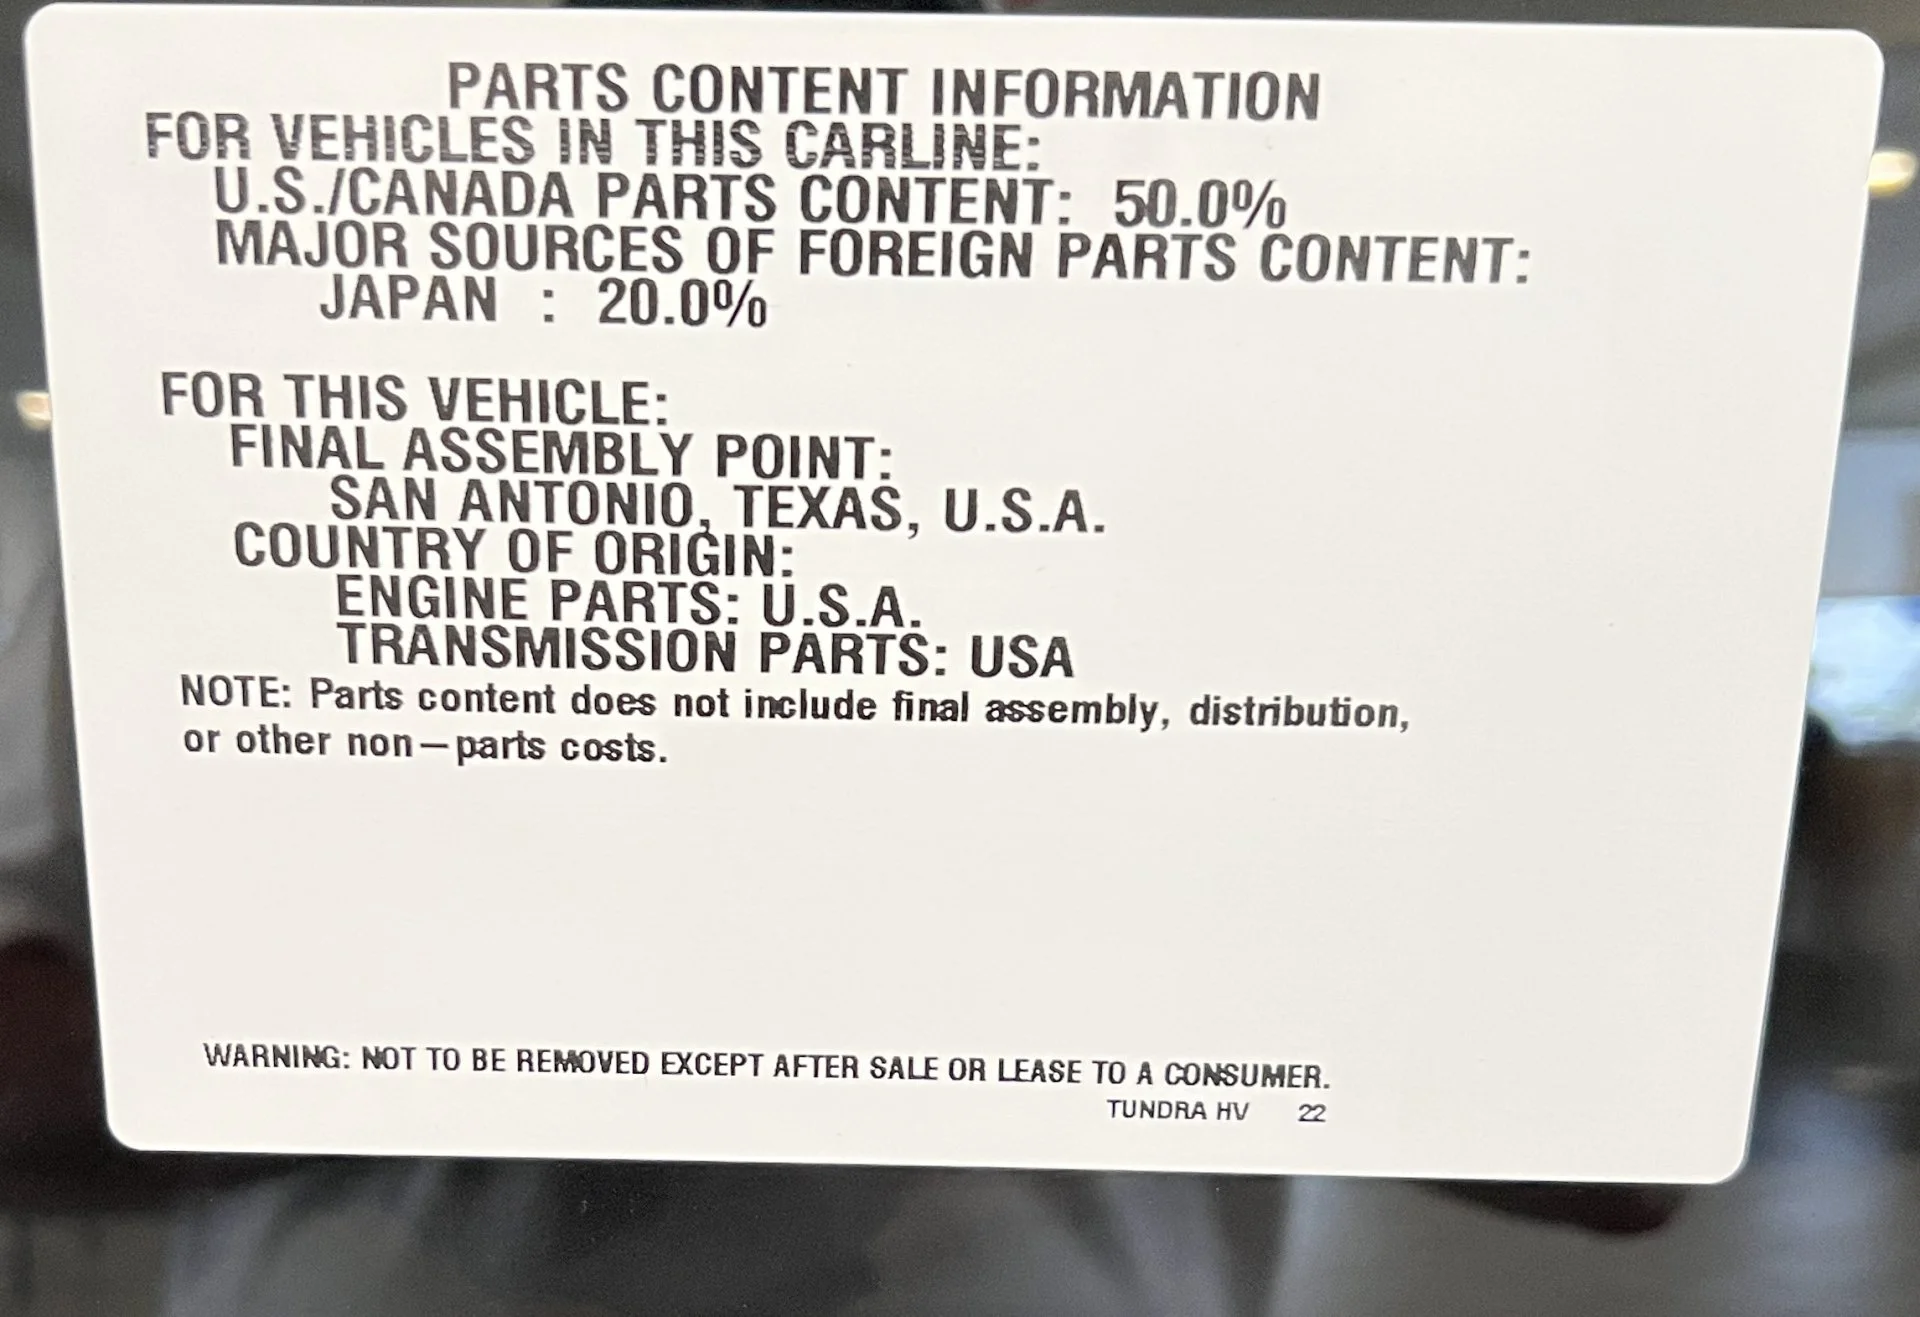 PARTS CONTENT INFORMATION
FOR VEHICLES IN THIS CARLINE:
U.S./CANADA PARTS CONTENT: 50.0%
MAJOR SOURCES OF FOREIGN PARTS CONTENT:
JAPAN : 20.0%
FOR THIS VEHICLE:
FINAL ASSEMBLY POINT:
SAN ANTONIO, TEXAS, U.S.A.
COUNTRY OF ORIGIN:
ENGINE PARTS: U.S.A.
TRANSMISSION PARTS: USA
NOTE: Parts content does not include final assembly, distribution,
or other non–parts costs.
WARNING: NOT TO BE REMOVED EXCEPT AFTER SALE OR LEASE TO A CONSUMER.
TUNDRA HV 22